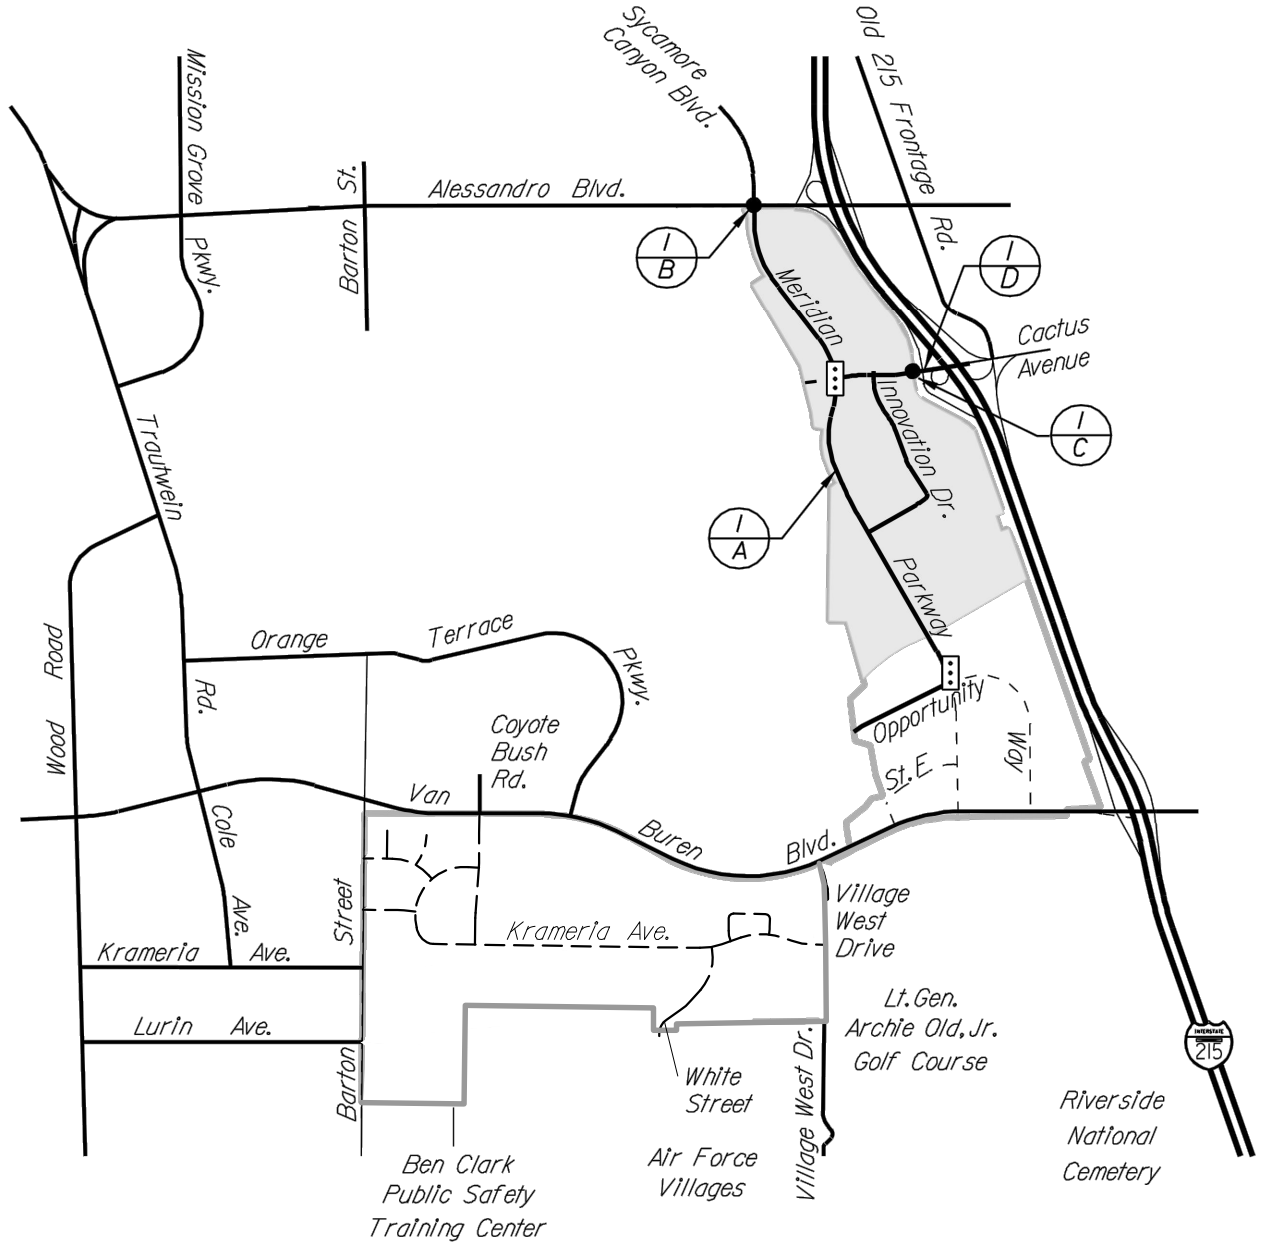 Sycamore
Canyon Blvd.
Old 215 Frontage Rd.
Mission Grove Pkwy.
Barton St.
Alessandro Blvd.
I
B
I
D
Meridian
Cactus
Avenue
Innovation Dr.
I
C
I
A
Trautwein
Rd.
Parkway
Orange Terrace Pkwy.
Wood Road
Opportunity
Way
St. E
Coyote
Bush
Rd.
Van Buren Blvd.
Cole Ave.
Street
Barton
Village
West
Drive
Krameria Ave.
Krameria Ave.
Lurin Ave.
Lt. Gen.
Archie Old, Jr.
Golf Course
INTERSTATE
215
White
Street
Village West Dr.
Riverside
National
Cemetery
Air Force
Villages
Ben Clark
Public Safety
Training Center